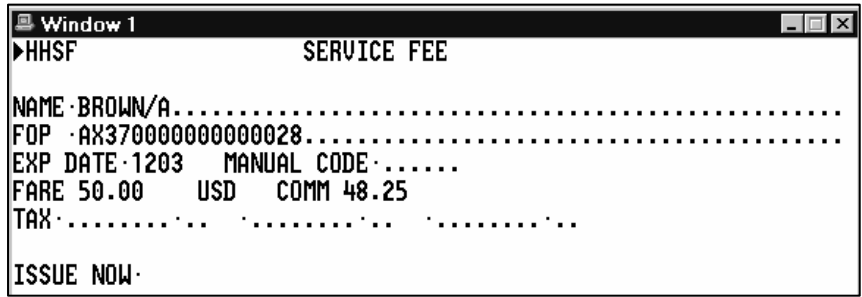 Window 1
▶HHSF SERVICE FEE
NAME·BROWN/A...................................................
FOP ·AX370000000000028.........................................
EXP DATE·1203 MANUAL CODE·......
FARE 50.00 USD COMM 48.25
TAX·........·.. ·........·.. ·........·..
ISSUE NOW·